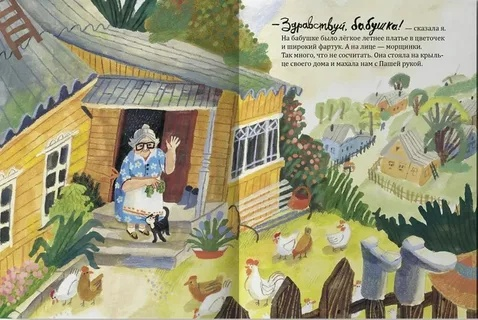 — Здравствуй, бабушка! — сказала я.
На бабушке было лёгкое летнее платье в цветочек
и широкий фартук. А на лице — морщинки.
Так много, что не сосчитать. Она стояла на крыль-
це своего дома и махала нам с Пашей рукой.